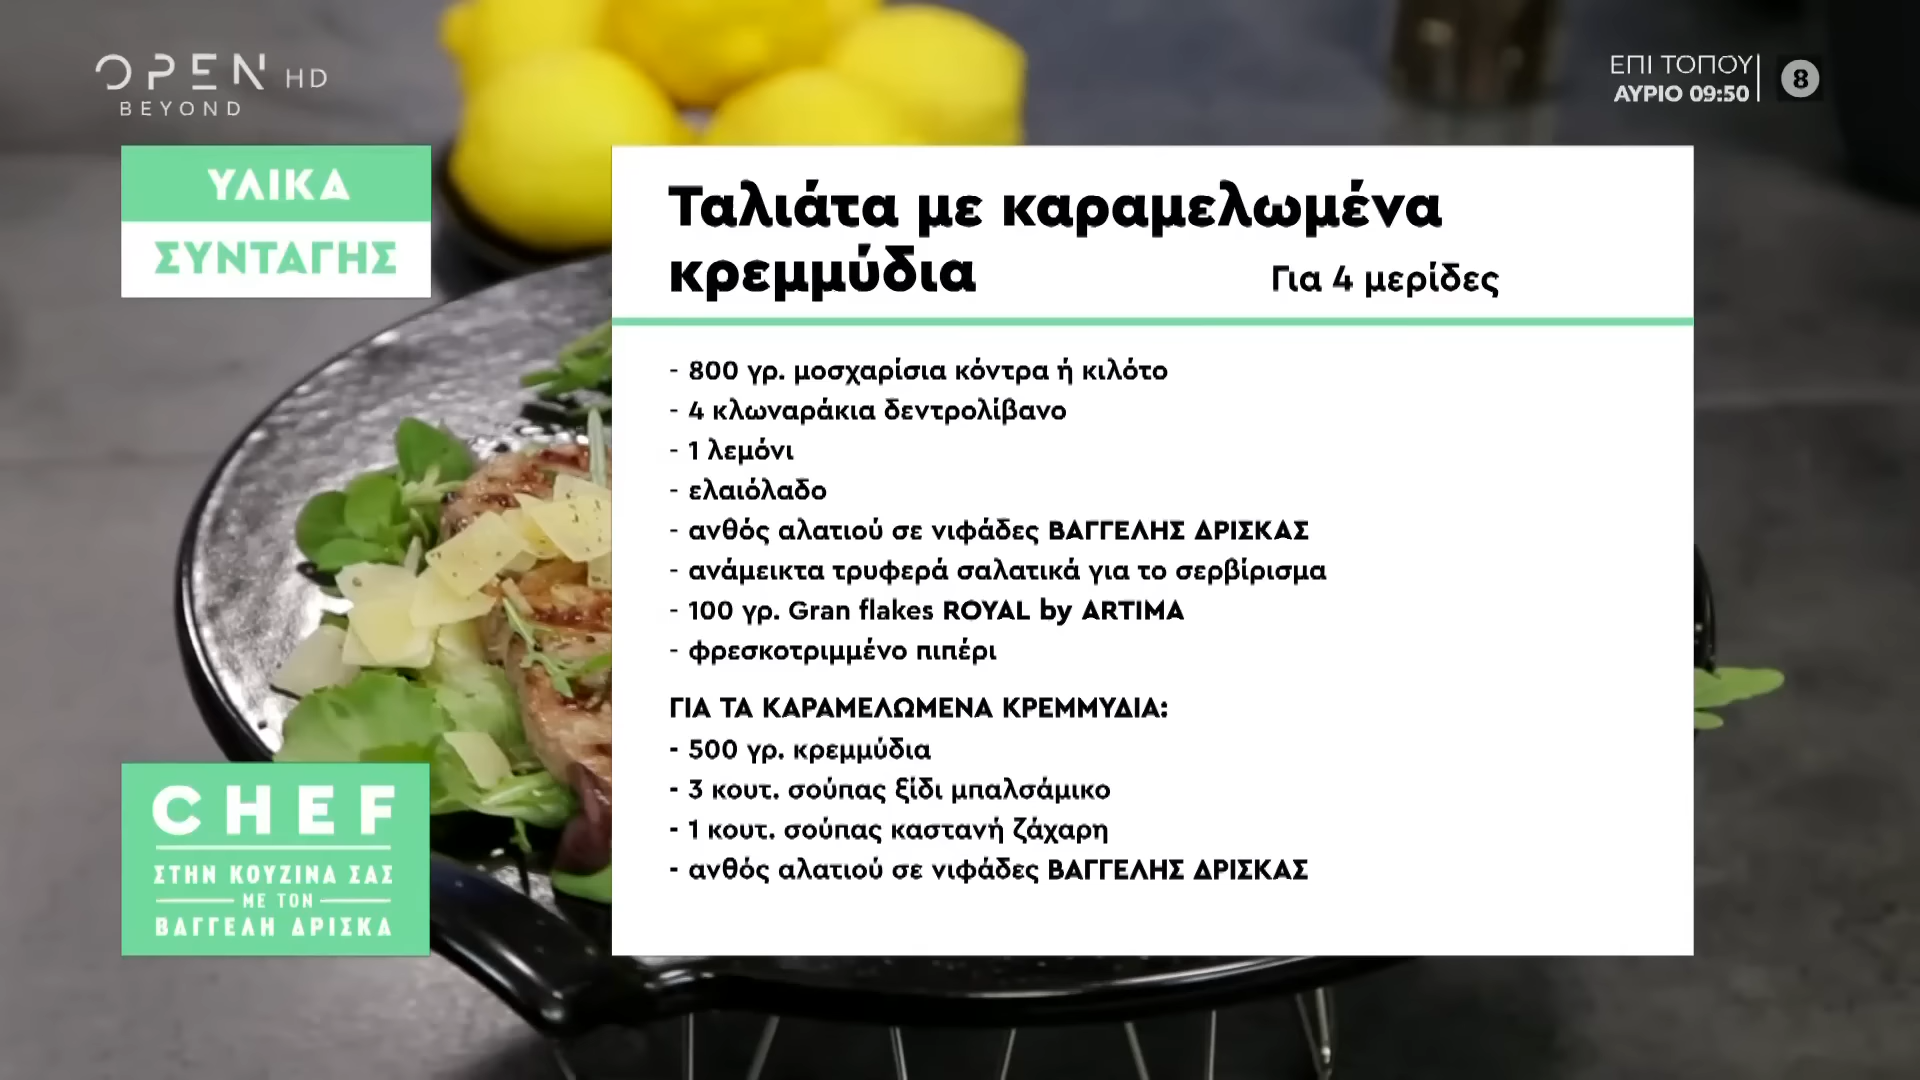 OPEN HD
BEYOND
ΕΠΙ ΤΟΠΟΥ
ΑΥΡΙΟ 09:50
8
ΥΛΙΚΑ
ΣΥΝΤΑΓΗΣ
Ταλιάτα με καραμελωμένα
κρεμμύδια
Για 4 μερίδες
- 800 γρ. μοσχαρίσια κόντρα ή κιλότο
- 4 κλωναράκια δεντρολίβανο
- 1 λεμόνι
- ελαιόλαδο
- ανθός αλατιού σε νιφάδες ΒΑΓΓΕΛΗΣ ΔΡΙΣΚΑΣ
- ανάμεικτα τρυφερά σαλατικά για το σερβίρισμα
- 100 γρ. Gran flakes ROYAL by ARTIMA
- φρεσκοτριμμένο πιπέρι
ΓΙΑ ΤΑ ΚΑΡΑΜΕΛΩΜΕΝΑ ΚΡΕΜΜΥΔΙΑ:
- 500 γρ. κρεμμύδια
- 3 κουτ. σούπας ξίδι μπαλσάμικο
- 1 κουτ. σούπας καστανή ζάχαρη
- ανθός αλατιού σε νιφάδες ΒΑΓΓΕΛΗΣ ΔΡΙΣΚΑΣ
CHEF
ΣΤΗΝ ΚΟΥΖΙΝΑ ΣΑΣ
ΜΕ ΤΟΝ
ΒΑΓΓΕΛΗ ΔΡΙΣΚΑ